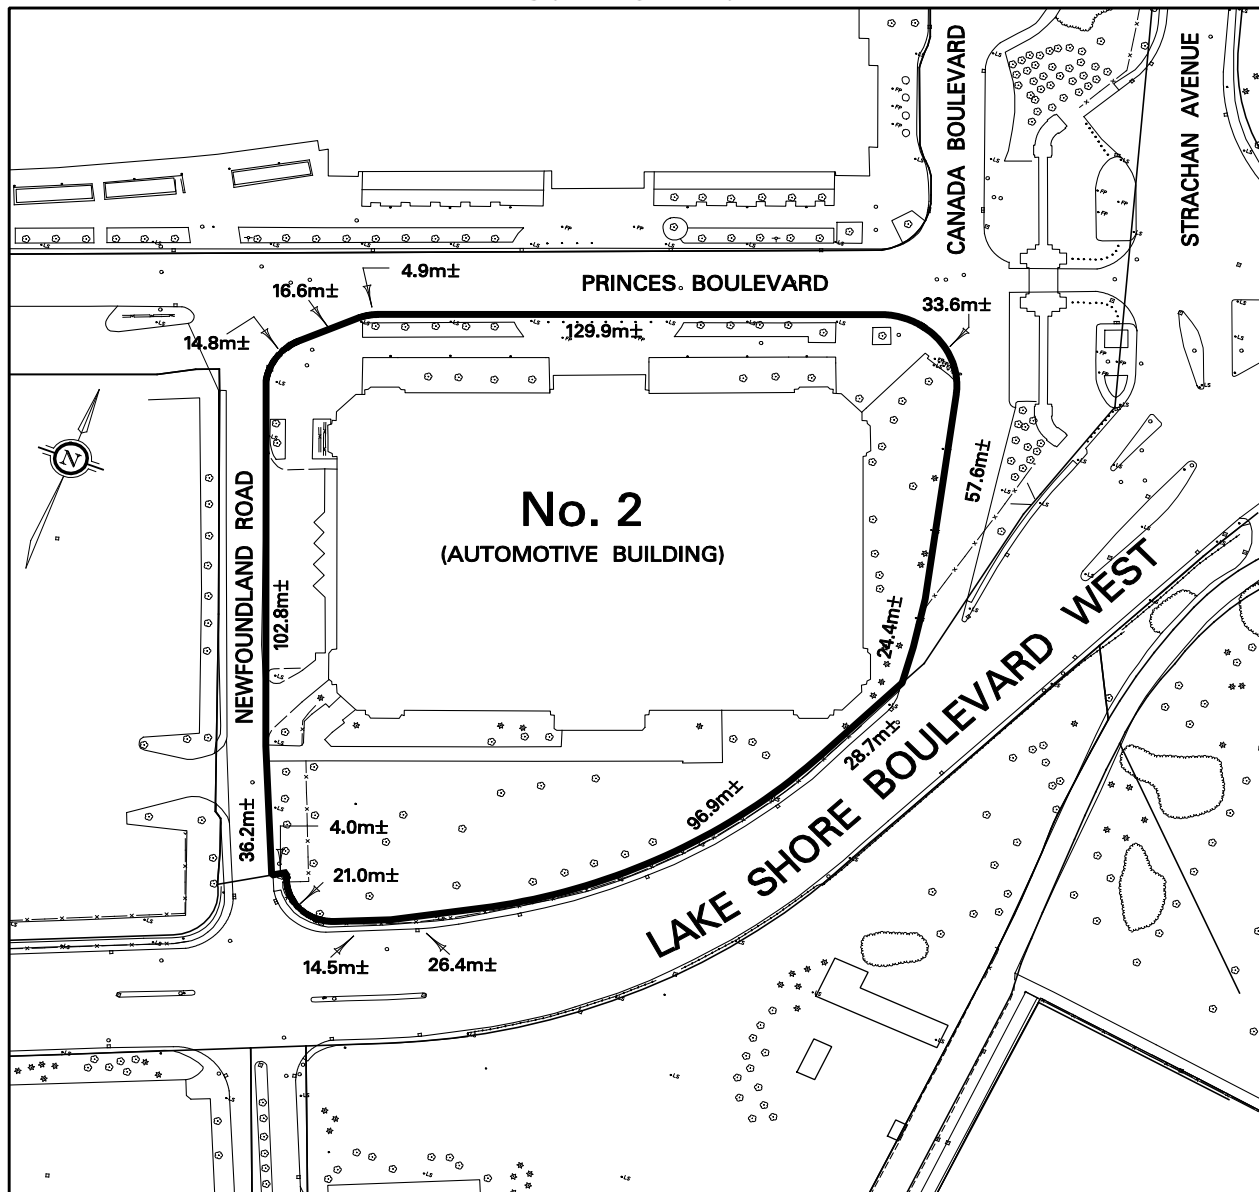 CANADA BOULEVARD
STRACHAN AVENUE
PRINCES BOULEVARD
4.9m±
16.6m±
14.8m±
129.9m±
33.6m±
N
NEWFOUNDLAND ROAD
57.6m±
No. 2
(AUTOMOTIVE BUILDING)
102.8m±
24.4m±
28.7m±
96.9m±
LAKE SHORE BOULEVARD WEST
36.2m±
4.0m±
21.0m±
14.5m±
26.4m±